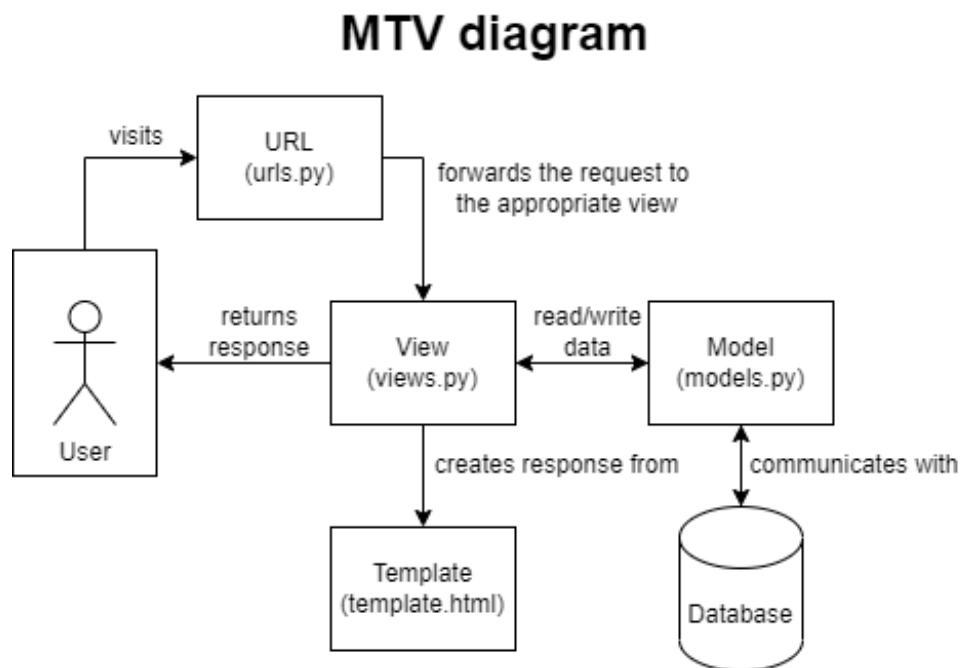 MTV diagram
visits
URL
(urls.py)
forwards the request to
the appropriate view
returns
response
View
(views.py)
read/write
data
Model
(models.py)
User
creates response from
communicates with
Template
(template.html)
Database